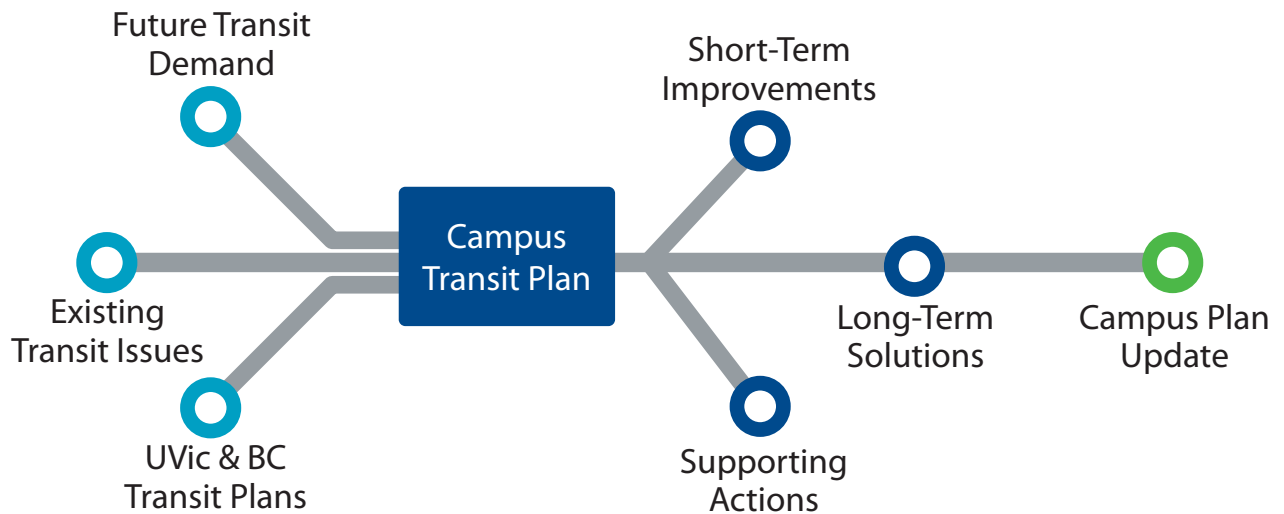 Future Transit
Demand
Existing
Transit Issues
UVic & BC
Transit Plans
Campus
Transit Plan
Short-Term
Improvements
Long-Term
Solutions
Supporting
Actions
Campus Plan
Update